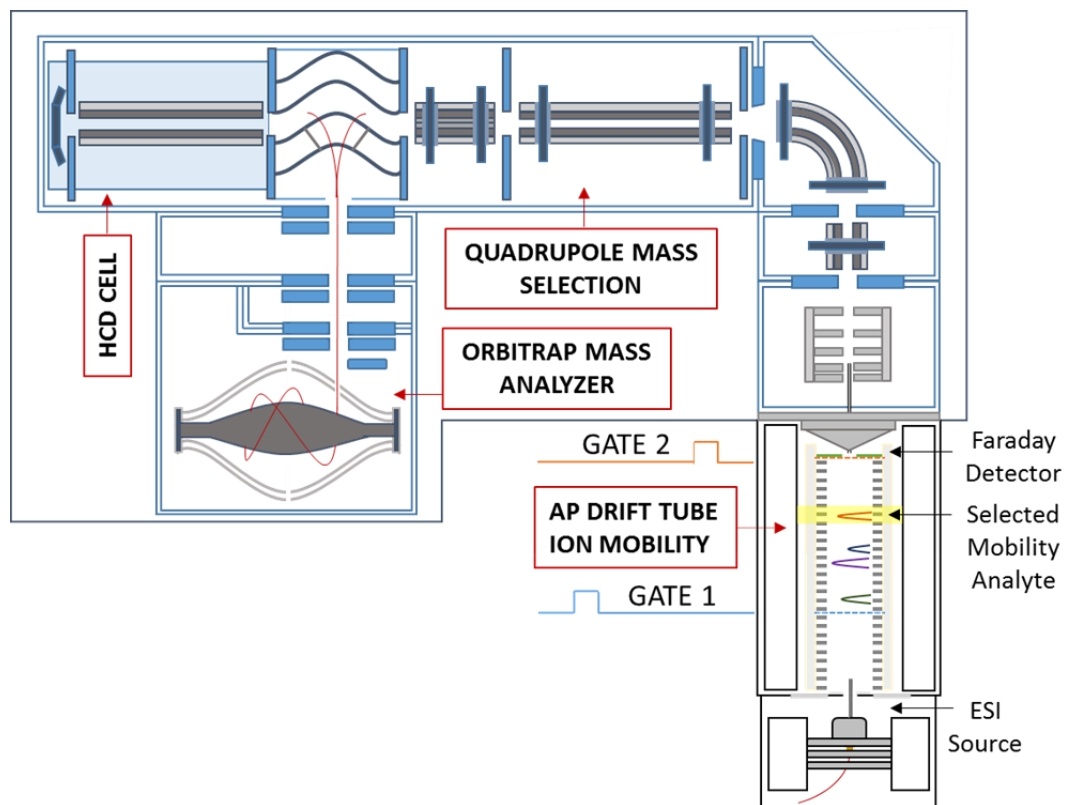 HCD CELL
QUADRUPOLE MASS
SELECTION
ORBITRAP MASS
ANALYZER
GATE 2
AP DRIFT TUBE
ION MOBILITY
GATE 1
Faraday
Detector
Selected
Mobility
Analyte
ESI
Source